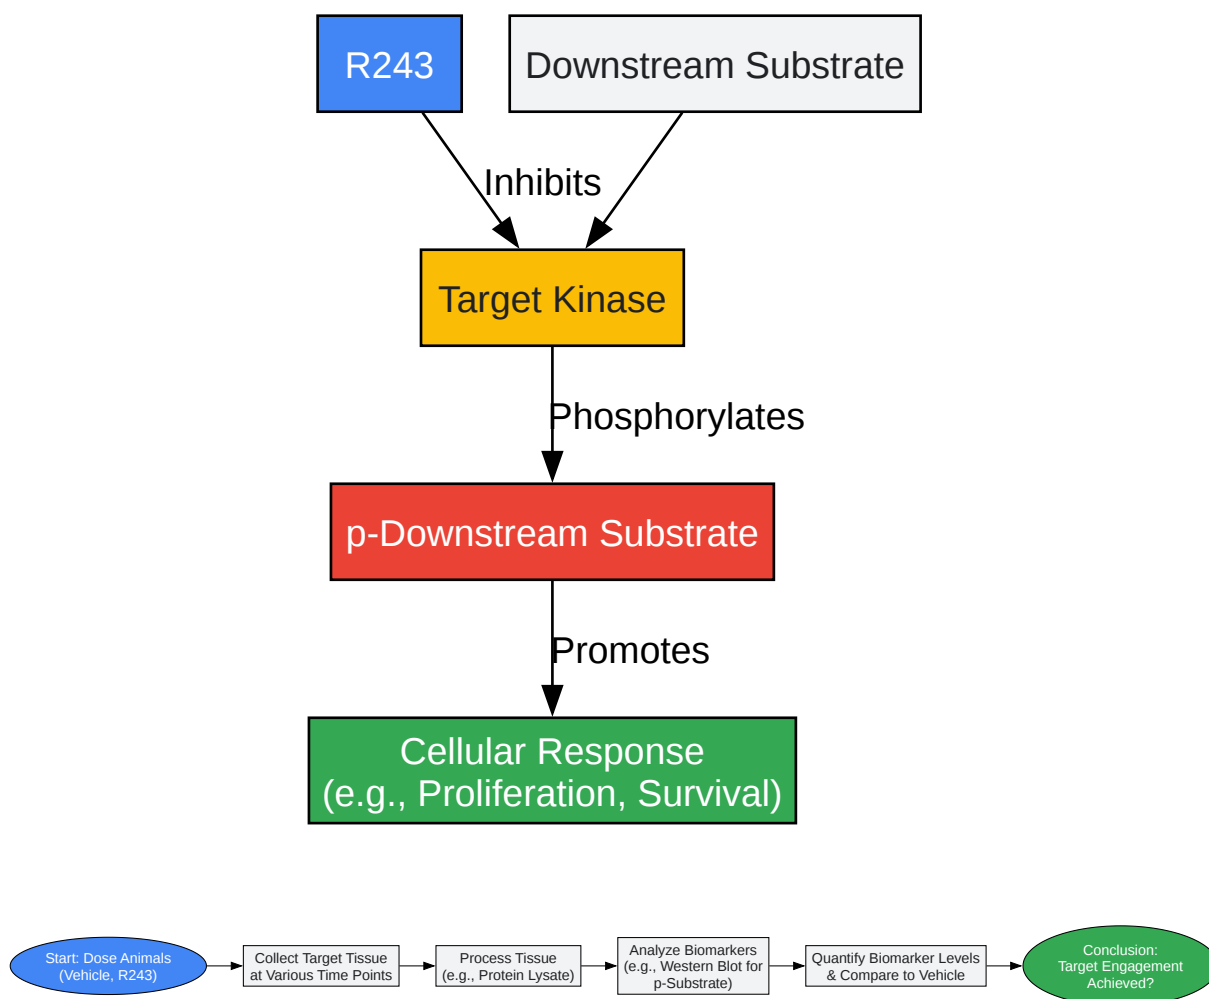 R243
Downstream Substrate
Inhibits
Target Kinase
Phosphorylates
p-Downstream Substrate
Promotes
Cellular Response
(e.g., Proliferation, Survival)
Start: Dose Animals
(Vehicle, R243)
Collect Target Tissue
at Various Time Points
Process Tissue
(e.g., Protein Lysate)
Analyze Biomarkers
(e.g., Western Blot for
p-Substrate)
Quantify Biomarker Levels
& Compare to Vehicle
Conclusion:
Target Engagement
Achieved?